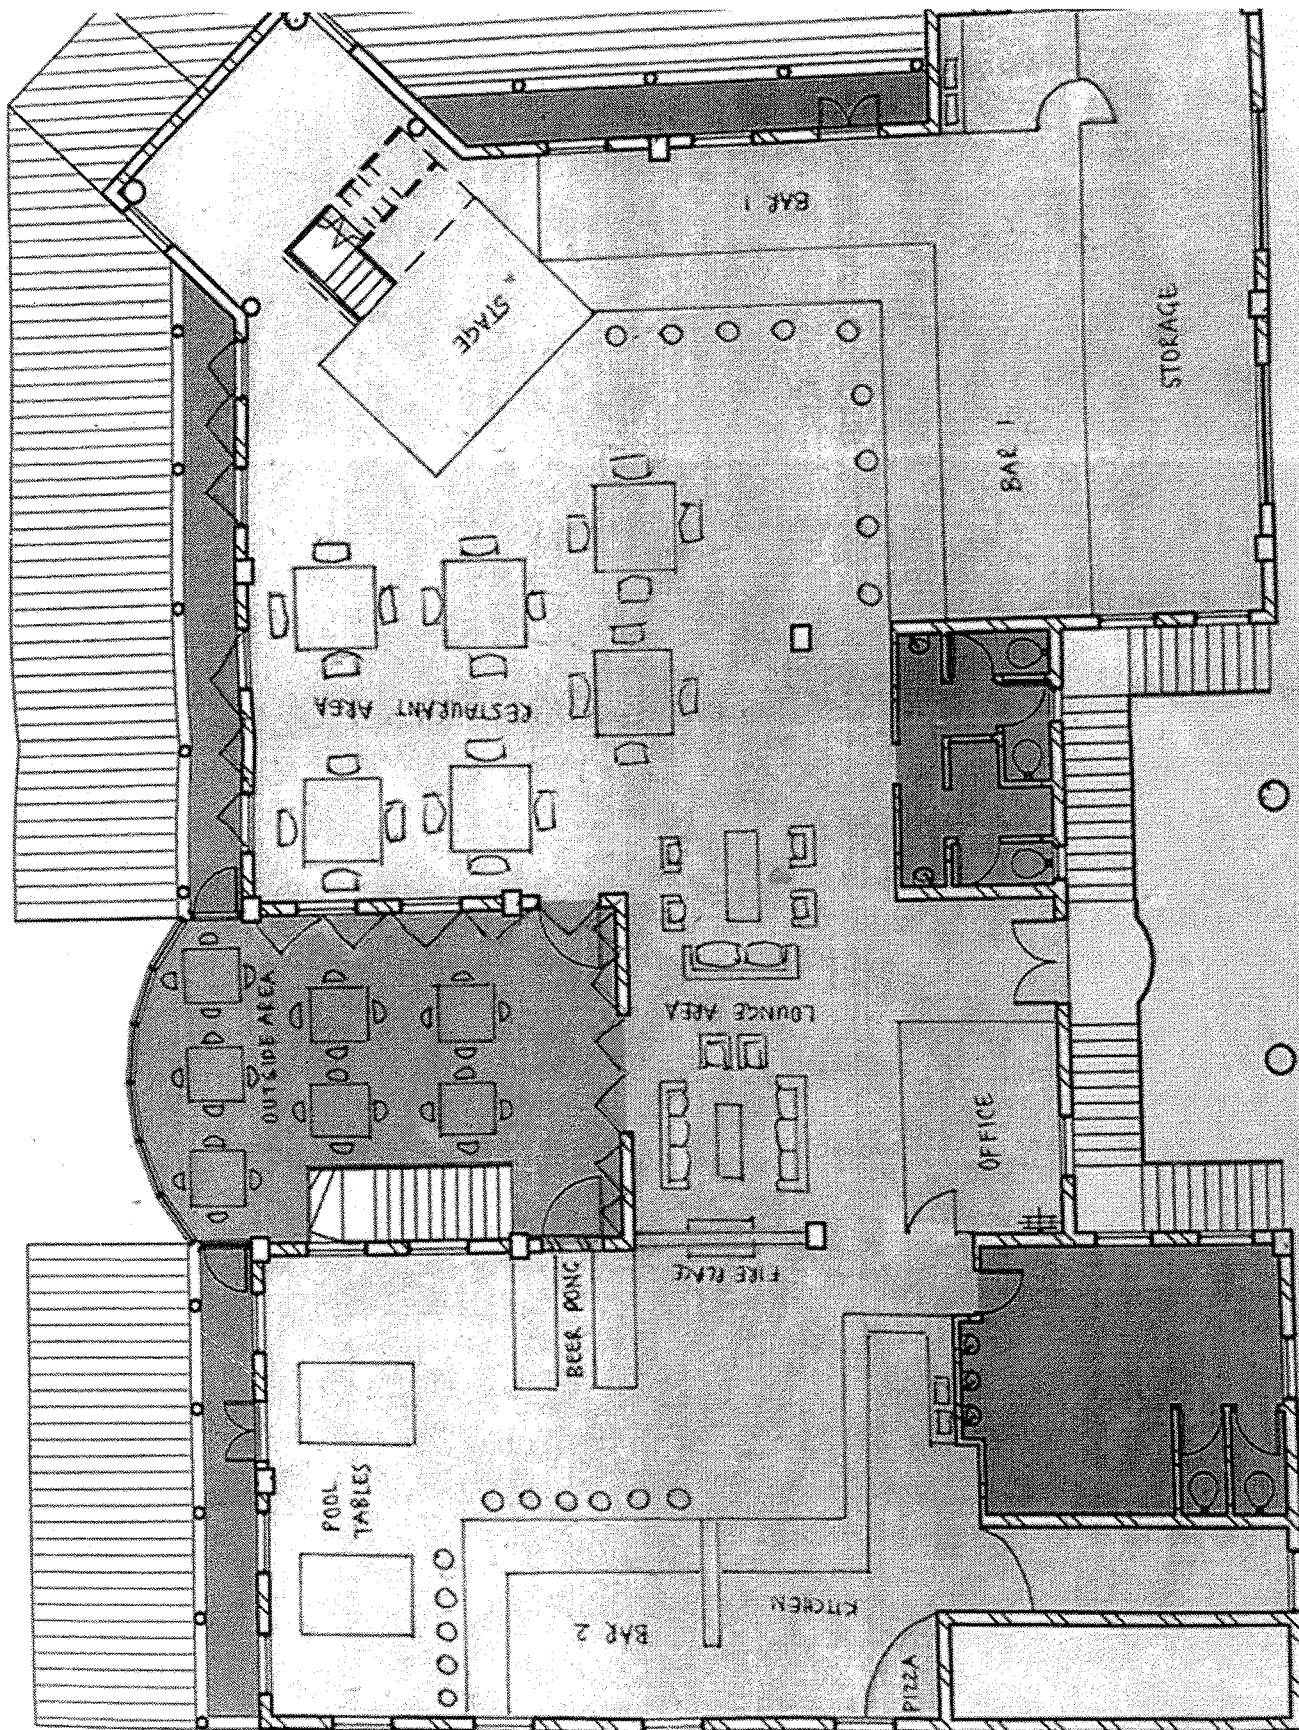 BAR 1
STAGE
STORAGE
BAR 1
RESTAURANT AREA
OUTSIDE AREA
LOUNGE AREA
OFFICE
FIRE PLACE
BEER PONG
POOL
TABLES
BAR 2
KITCHEN
PIZZA